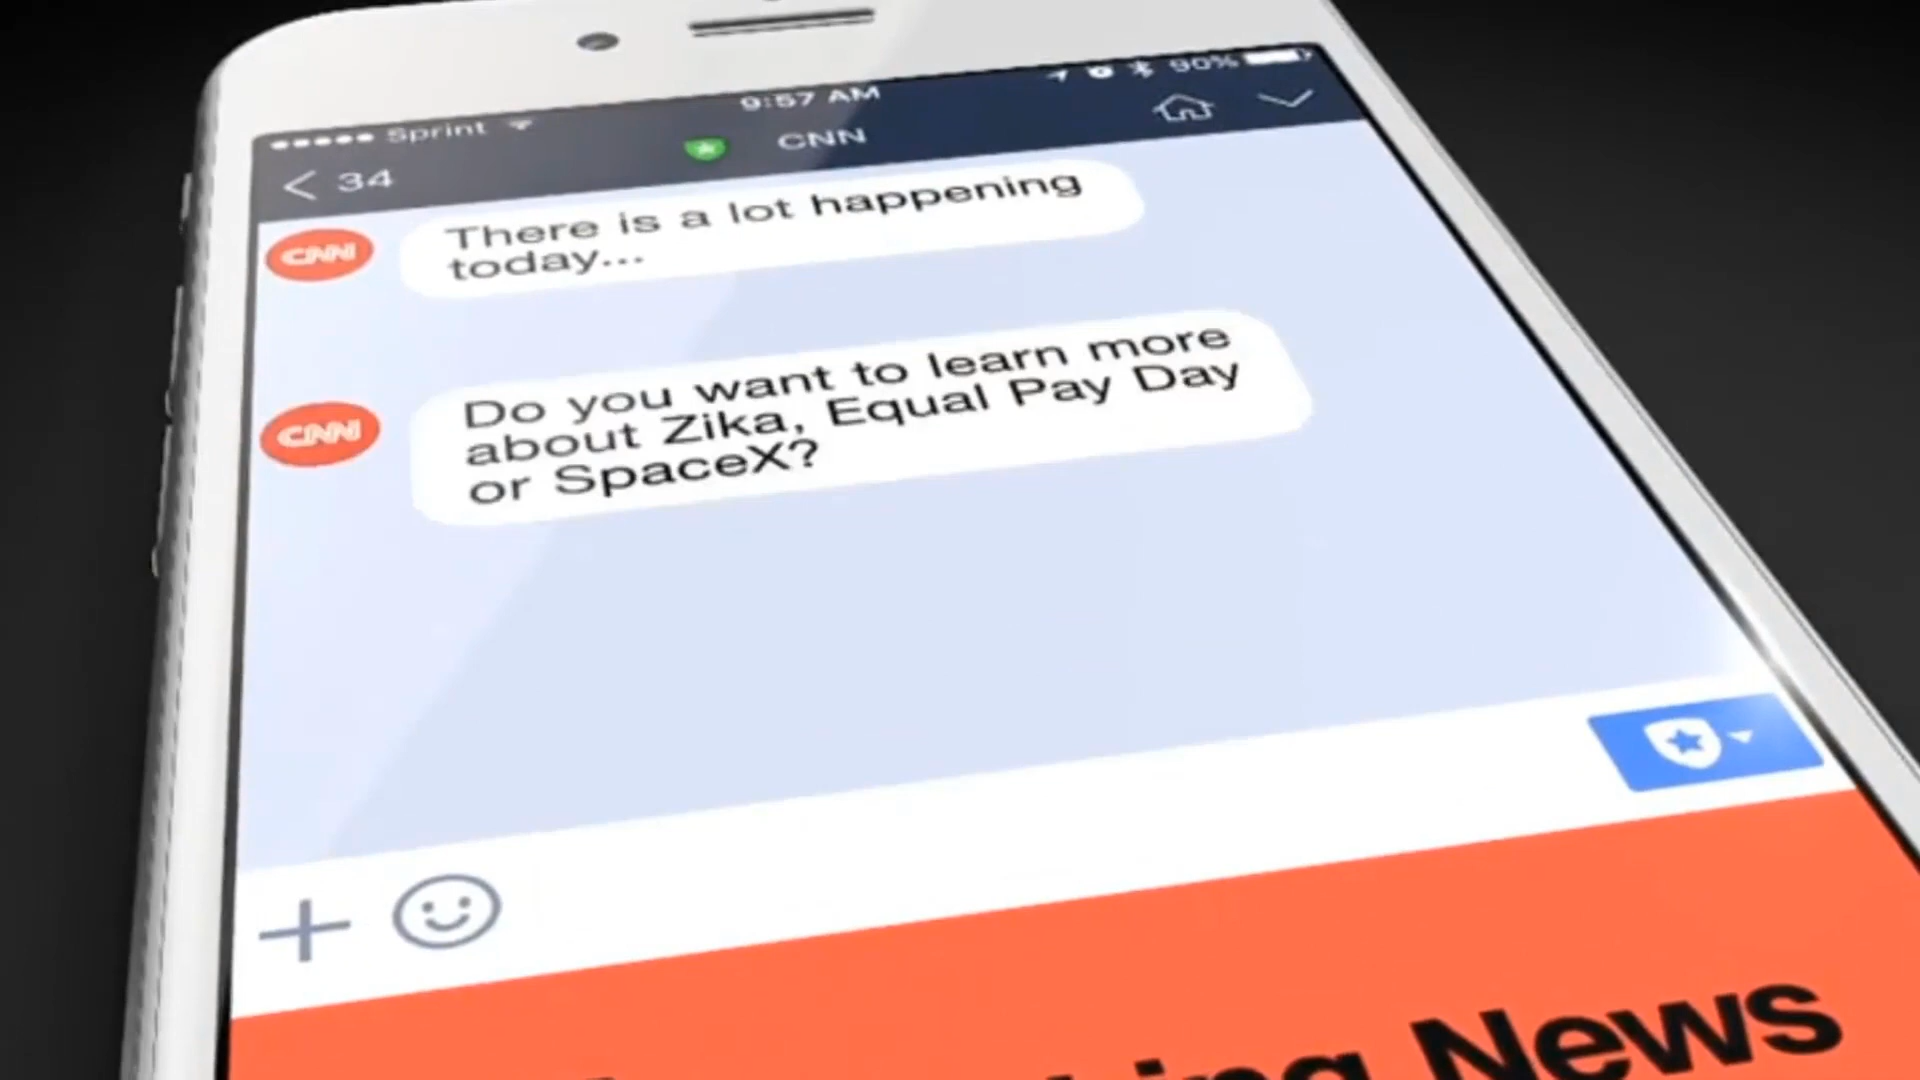 Sprint
9:57 AM
90%
34
CNN
CNN
There is a lot happening
today...
CNN
Do you want to learn more
about Zika, Equal Pay Day
or SpaceX?
News